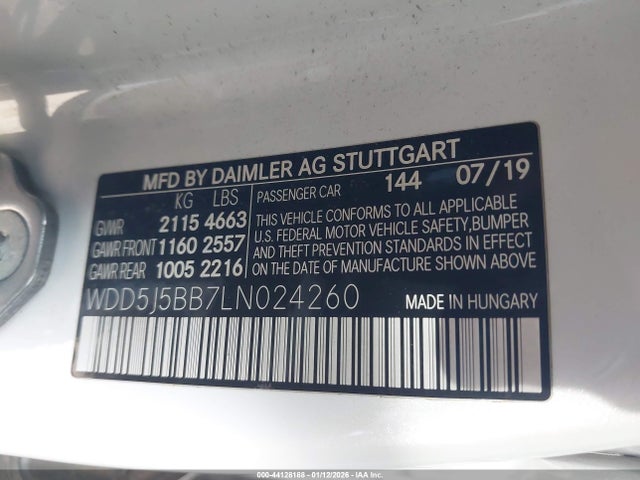 MFD BY DAIMLER AG STUTTGART
KG LBS
GVWR 2115 4663
GAWR FRONT 1160 2557
GAWR REAR 1005 2216
PASSENGER CAR 144 07/19
THIS VEHICLE CONFORMS TO ALL APPLICABLE
U.S. FEDERAL MOTOR VEHICLE SAFETY, BUMPER
AND THEFT PREVENTION STANDARDS IN EFFECT
ON THE DATE OF MANUFACTURE SHOWN ABOVE.
WDD5J5BB7LN024260
MADE IN HUNGARY
000-44128168 - 01/12/2026 - IAAI.COM